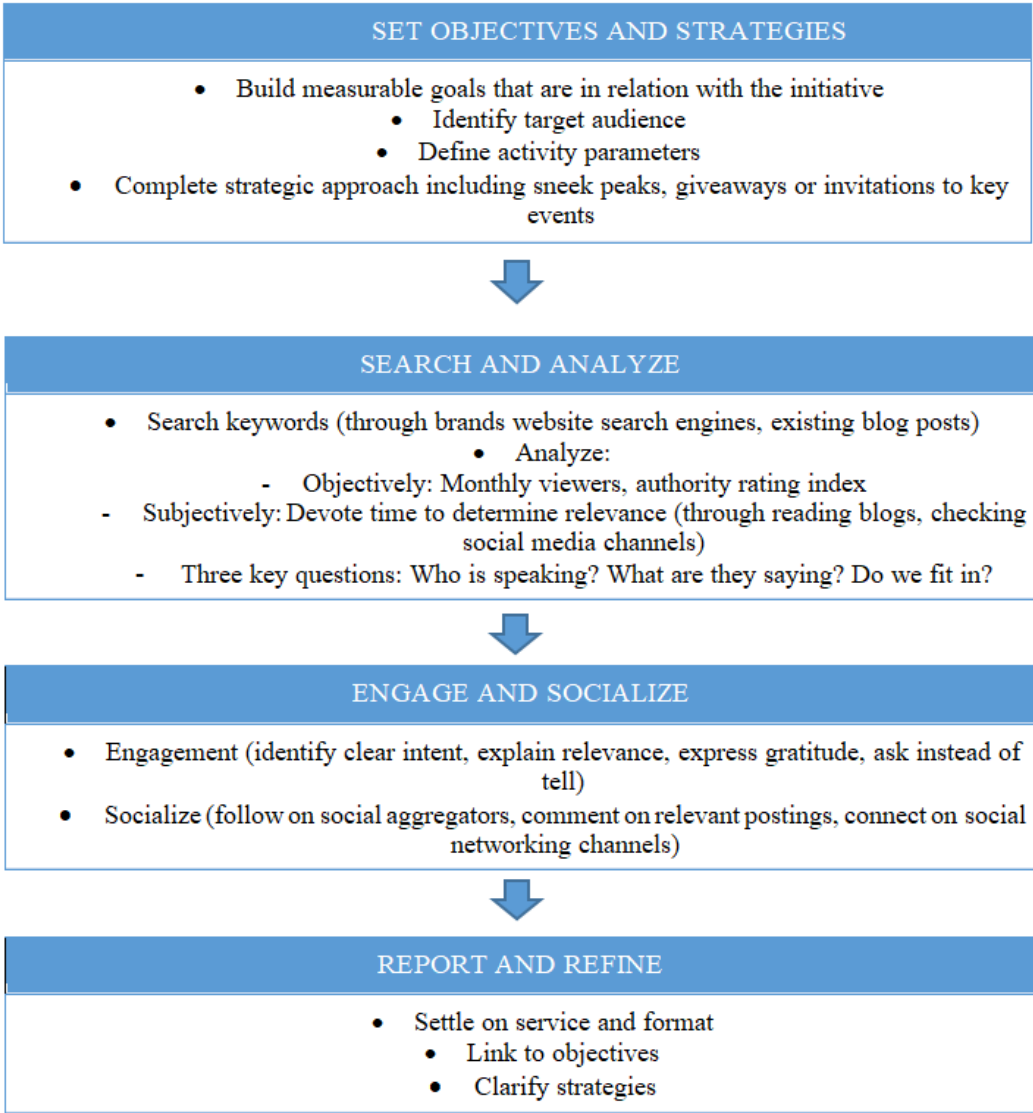 SET OBJECTIVES AND STRATEGIES
• Build measurable goals that are in relation with the initiative
• Identify target audience
• Define activity parameters
• Complete strategic approach including sneek peaks, giveaways or invitations to key
events
SEARCH AND ANALYZE
• Search keywords (through brands website search engines, existing blog posts)
• Analyze:
- Objectively: Monthly viewers, authority rating index
- Subjectively: Devote time to determine relevance (through reading blogs, checking
social media channels)
- Three key questions: Who is speaking? What are they saying? Do we fit in?
ENGAGE AND SOCIALIZE
• Engagement (identify clear intent, explain relevance, express gratitude, ask instead of
tell)
• Socialize (follow on social aggregators, comment on relevant postings, connect on social
networking channels)
REPORT AND REFINE
• Settle on service and format
• Link to objectives
• Clarify strategies